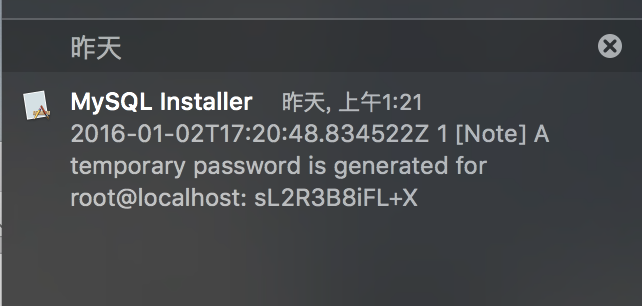 昨天
MySQL Installer 昨天, 上午1:21
2016-01-02T17:20:48.834522Z 1 [Note] A
temporary password is generated for
root@localhost: sL2R3B8iFL+X